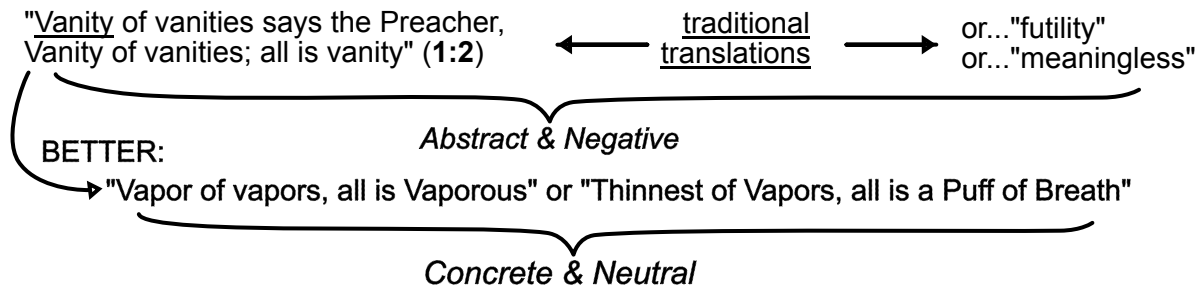 "Vanity of vanities says the Preacher,
Vanity of vanities; all is vanity" (1:2)
traditional
translations
or..."futility"
or..."meaningless"
Abstract & Negative
BETTER:
"Vapor of vapors, all is Vaporous" or "Thinnest of Vapors, all is a Puff of Breath"
Concrete & Neutral